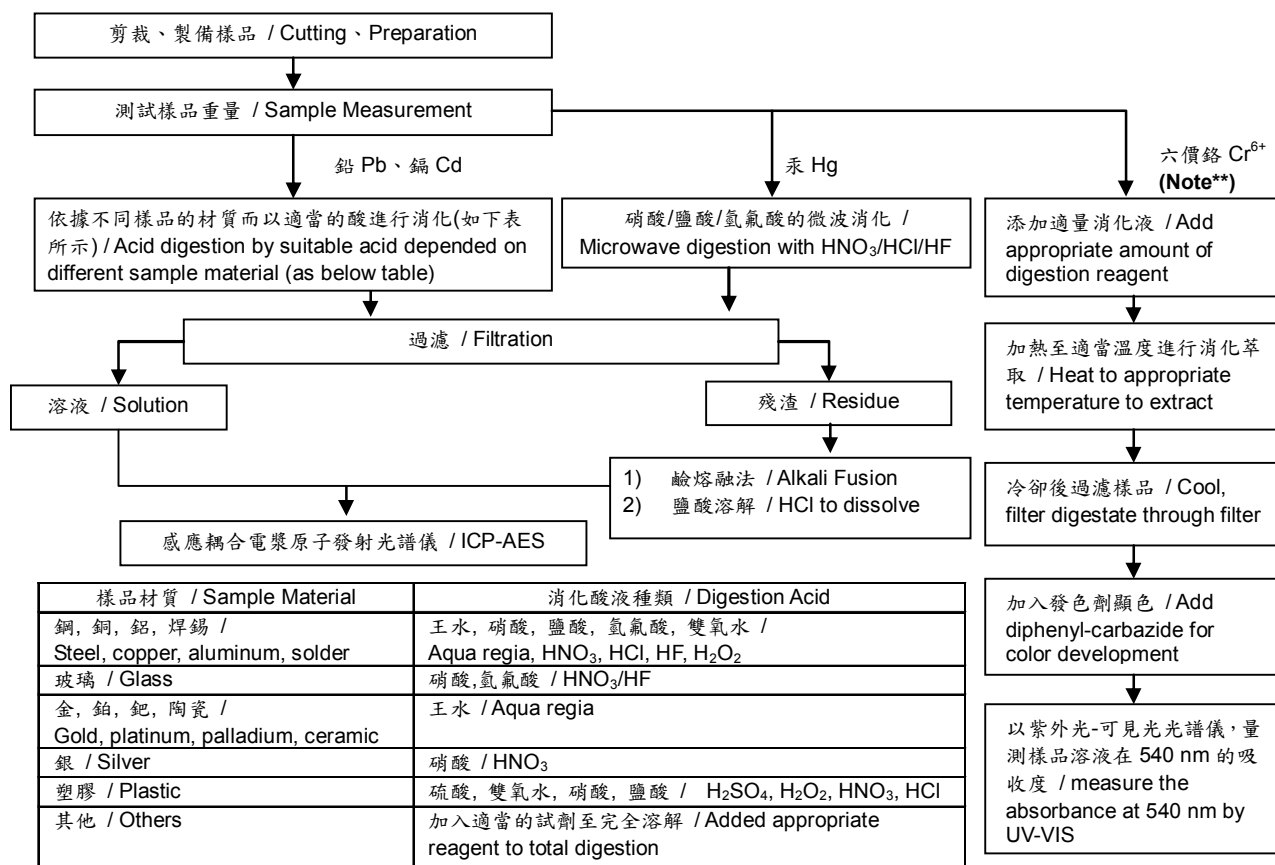 剪裁、製備樣品 / Cutting、Preparation
測試樣品重量 / Sample Measurement
鉛 Pb、鎘 Cd
汞 Hg
六價鉻 Cr⁶⁺
(Note**)
依據不同樣品的材質而以適當的酸進行消化(如下表
所示) / Acid digestion by suitable acid depended on
different sample material (as below table)
硝酸/鹽酸/氫氟酸的微波消化 /
Microwave digestion with HNO₃/HCl/HF
添加適量消化液 / Add
appropriate amount of
digestion reagent
過濾 / Filtration
加熱至適當溫度進行消化萃
取 / Heat to appropriate
temperature to extract
溶液 / Solution
殘渣 / Residue
1) 鹼熔融法 / Alkali Fusion
2) 鹽酸溶解 / HCl to dissolve
冷卻後過濾樣品 / Cool,
filter digestate through filter
感應耦合電漿原子發射光譜儀 / ICP-AES
加入發色劑顯色 / Add
diphenyl-carbazide for
color development
以紫外光-可見光光譜儀，量
測樣品溶液在 540 nm 的吸
收度 / measure the
absorbance at 540 nm by
UV-VIS
樣品材質 / Sample Material
消化酸液種類 / Digestion Acid
鋼, 銅, 鋁, 焊錫 /
Steel, copper, aluminum, solder
王水, 硝酸, 鹽酸, 氫氟酸, 雙氧水 /
Aqua regia, HNO₃, HCl, HF, H₂O₂
玻璃 / Glass
硝酸,氫氟酸 / HNO₃/HF
金, 鉑, 鈀, 陶瓷 /
Gold, platinum, palladium, ceramic
王水 / Aqua regia
銀 / Silver
硝酸 / HNO₃
塑膠 / Plastic
硫酸, 雙氧水, 硝酸, 鹽酸 / H₂SO₄, H₂O₂, HNO₃, HCl
其他 / Others
加入適當的試劑至完全溶解 / Added appropriate
reagent to total digestion